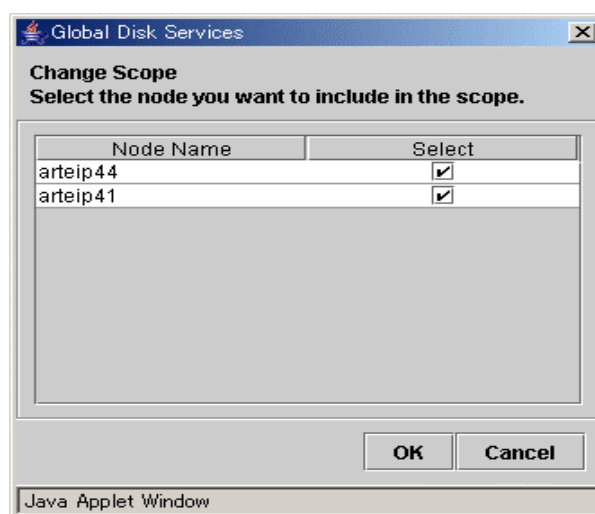 Global Disk Services
Change Scope
Select the node you want to include in the scope.
Node Name Select
arteip44
arteip41
OK Cancel
Java Applet Window